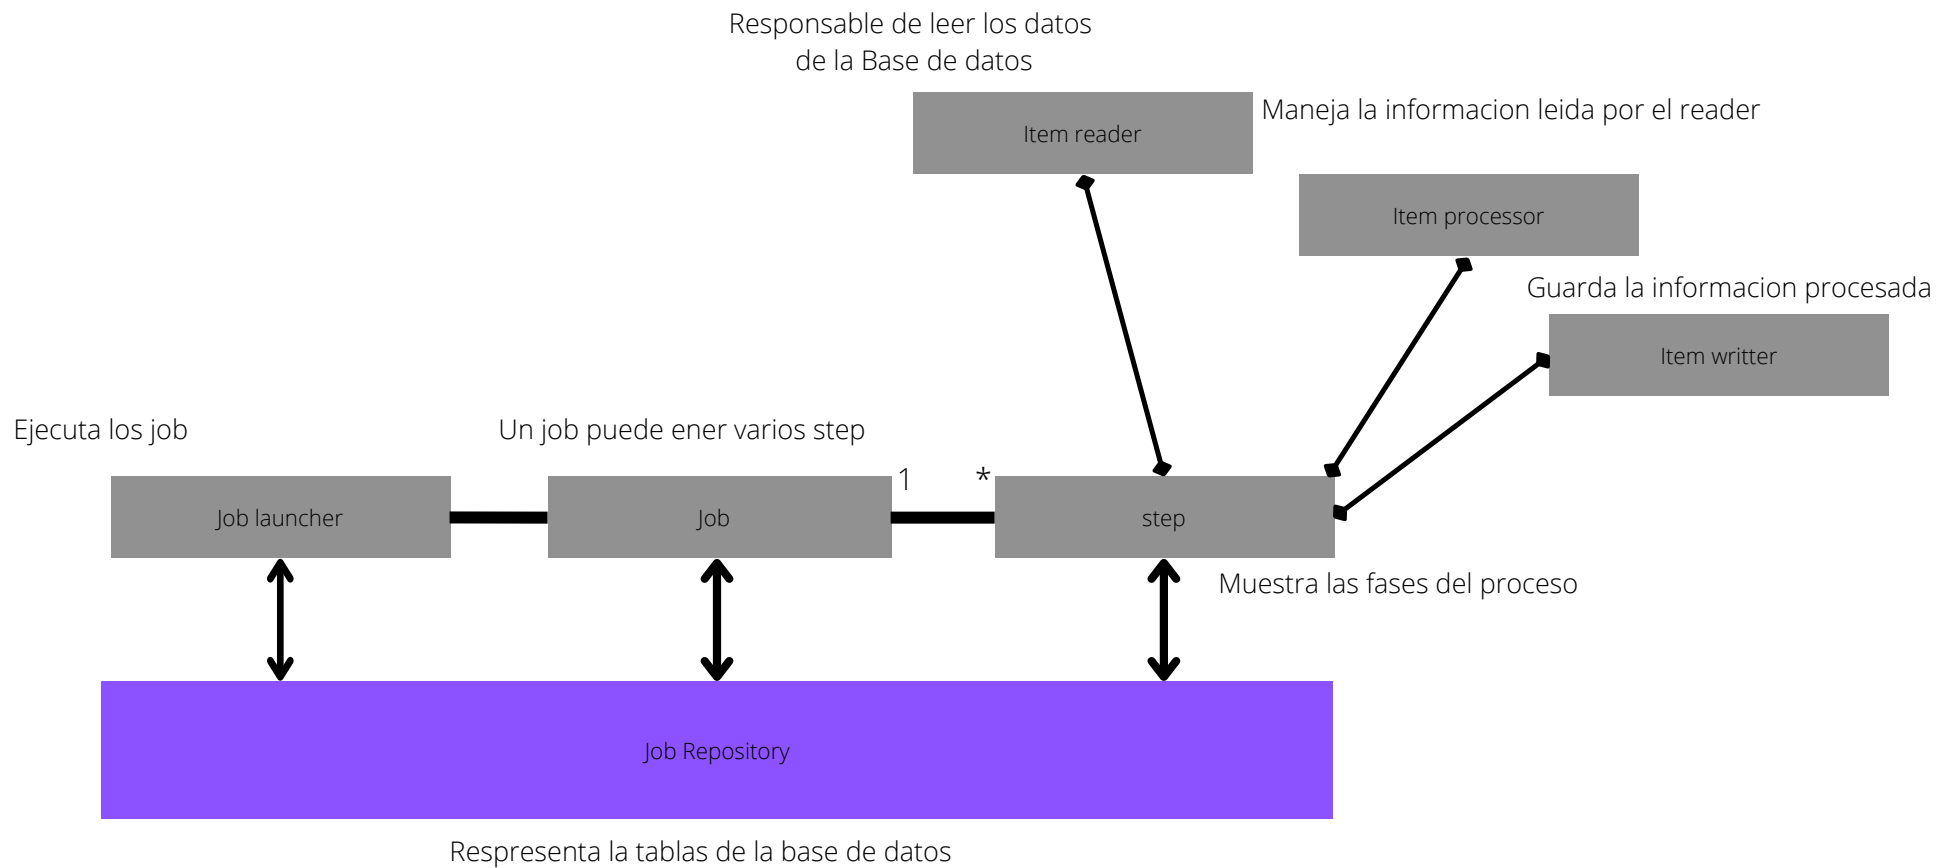 Responsable de leer los datos
de la Base de datos
Item reader
Maneja la informacion leida por el reader
Item processor
Guarda la informacion procesada
Item writter
Ejecuta los job
Un job puede ener varios step
1
*
Job launcher
Job
step
Muestra las fases del proceso
Job Repository
Respresenta la tablas de la base de datos